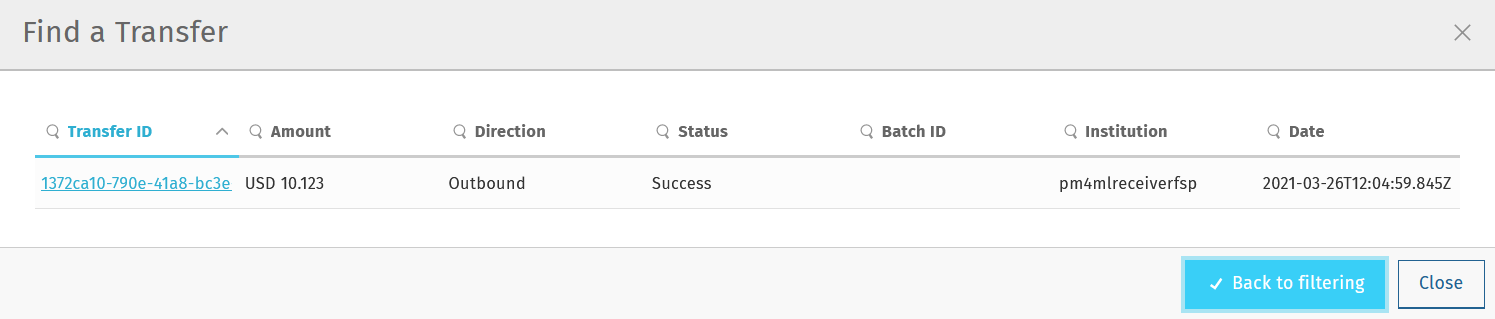 Find a Transfer
Transfer ID Amount Direction Status Batch ID Institution Date
1372ca10-790e-41a8-bc3e USD 10.123 Outbound Success pm4mlreceiverfsp 2021-03-26T12:04:59.845Z
Back to filtering Close